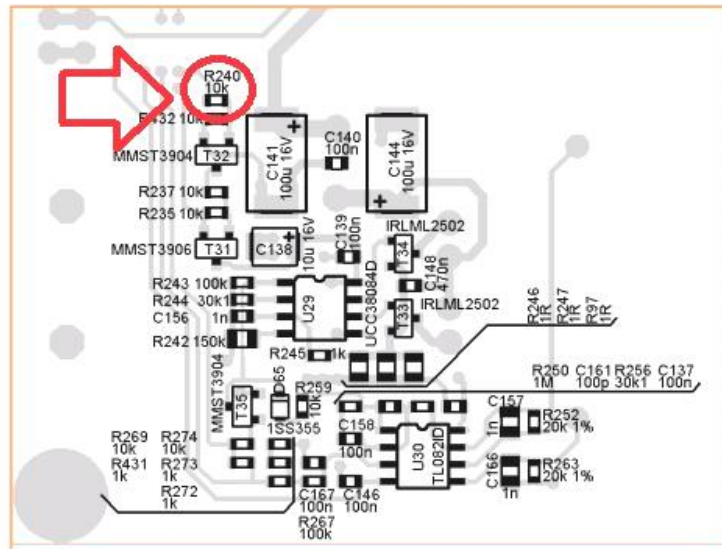 R240
10k
R432 10k
MMST3904
T32
C141
100u 16V
C140
100n
C144
100u 16V
R237 10k
R235 10k
MMST3906
T31
C138
10u 16V
C139
100n
IRLML2502
T34
C148
470n
R243 100k
R244 30k1
C156 1n
R242 150k
U29
UCC38084D
T33
IRLML2502
R246
1R
R247
1R
R97
1R
R245 1k
MMST3904
T35
D65
1SS355
R259
10k
R250
1M
C161
100p
R256
30k1
C137
100n
C157
1n
R252
20k 1%
C158
100n
U30
TL082ID
C166
1n
R263
20k 1%
R269
10k
R274
10k
R431
1k
R273
1k
R272
1k
C167
100n
C146
100n
R267
100k